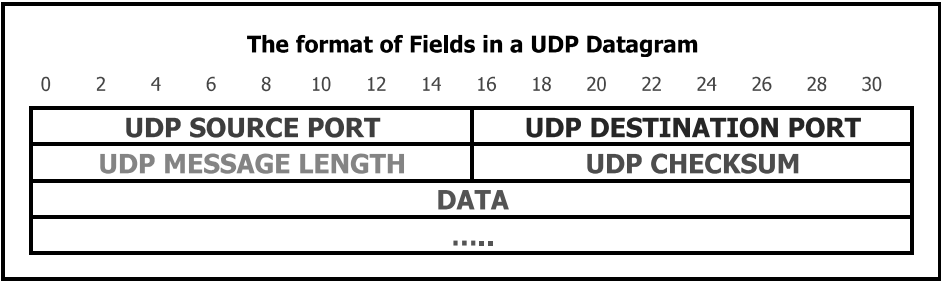 The format of Fields in a UDP Datagram
0 2 4 6 8 10 12 14 16 18 20 22 24 26 28 30
UDP SOURCE PORT UDP DESTINATION PORT
UDP MESSAGE LENGTH UDP CHECKSUM
DATA
.....